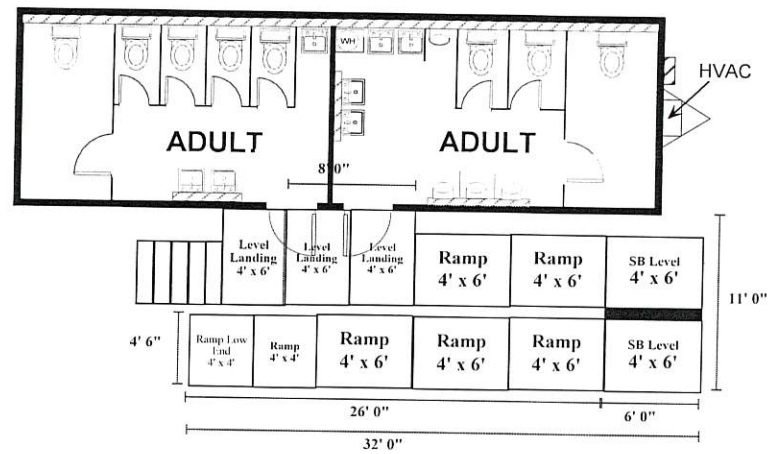 WH
HVAC
ADULT
ADULT
8' 0"
Level
Landing
4' x 6'
Level
Landing
4' x 6'
Level
Landing
4' x 6'
Ramp
4' x 6'
Ramp
4' x 6'
SB Level
4' x 6'
11' 0"
4' 6"
Ramp Low
End
4' x 4'
Ramp
4' x 4'
Ramp
4' x 6'
Ramp
4' x 6'
Ramp
4' x 6'
SB Level
4' x 6'
26' 0"
6' 0"
32' 0"